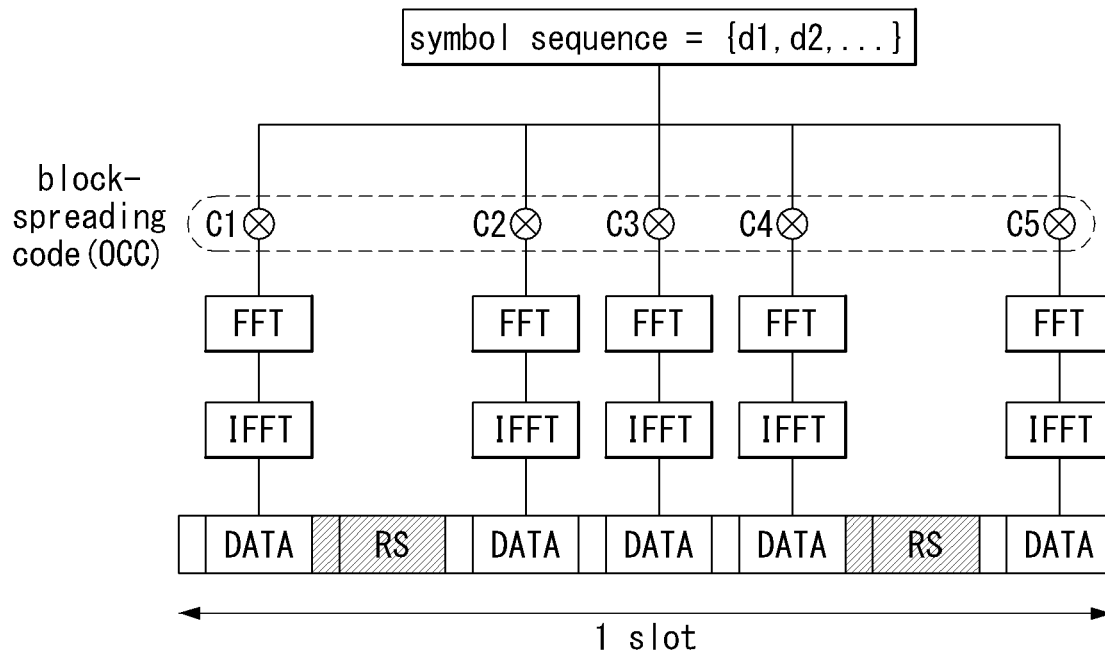 symbol sequence = {d1, d2, ...}
block-
spreading
code(OCC)
C1 C2 C3 C4 C5
FFT FFT FFT FFT FFT
IFFT IFFT IFFT IFFT IFFT
DATA RS DATA DATA DATA RS DATA
1 slot